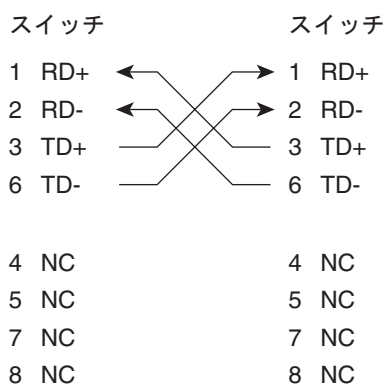 スイッチ スイッチ
1 RD+ 1 RD+
2 RD- 2 RD-
3 TD+ 3 TD+
6 TD- 6 TD-
4 NC 4 NC
5 NC 5 NC
7 NC 7 NC
8 NC 8 NC